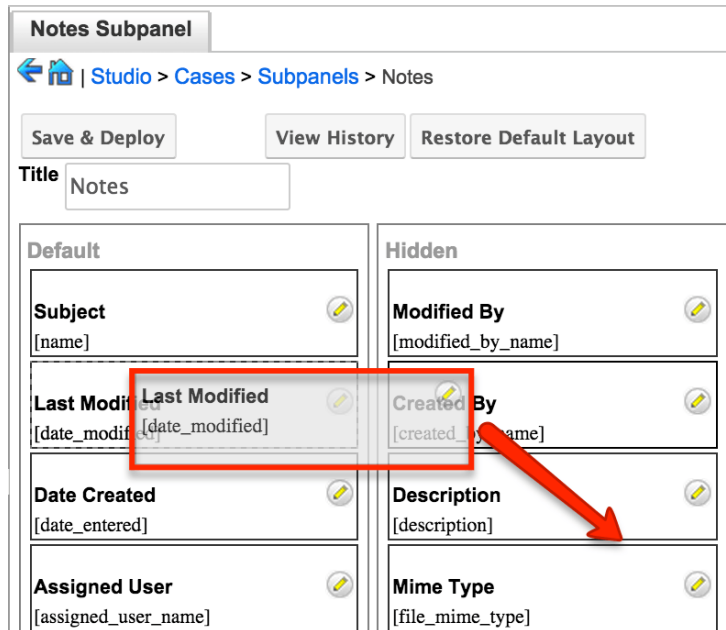 Notes Subpanel
| Studio > Cases > Subpanels > Notes
Save & Deploy
View History
Restore Default Layout
Title
Notes
Default
Subject
[name]
Last Modified
[date_modified]
Last Modified
[date_modified]
Date Created
[date_entered]
Assigned User
[assigned_user_name]
Hidden
Modified By
[modified_by_name]
Created By
[created_by_name]
Description
[description]
Mime Type
[file_mime_type]